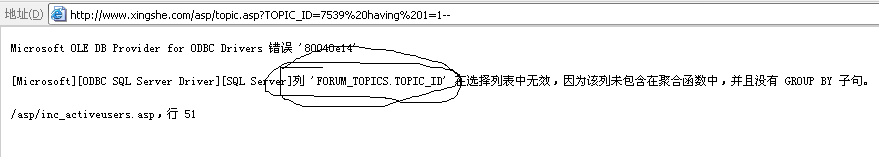 地址(D) http://www.xingshe.com/asp/topic.asp?TOPIC_ID=7539%20having%201=1--
Microsoft OLE DB Provider for ODBC Drivers 错误 '80040e14'
[Microsoft][ODBC SQL Server Driver][SQL Server]列 'FORUM_TOPICS.TOPIC_ID' 在选择列表中无效，因为该列未包含在聚合函数中，并且没有 GROUP BY 子句。
/asp/inc_activeusers.asp，行 51